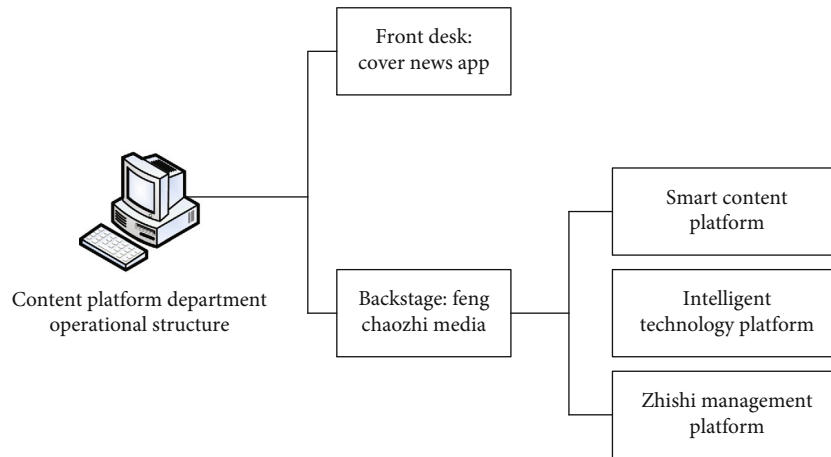 Front desk:
cover news app
Content platform department
operational structure
Backstage: feng
chaozhi media
Smart content
platform
Intelligent
technology platform
Zhishi management
platform